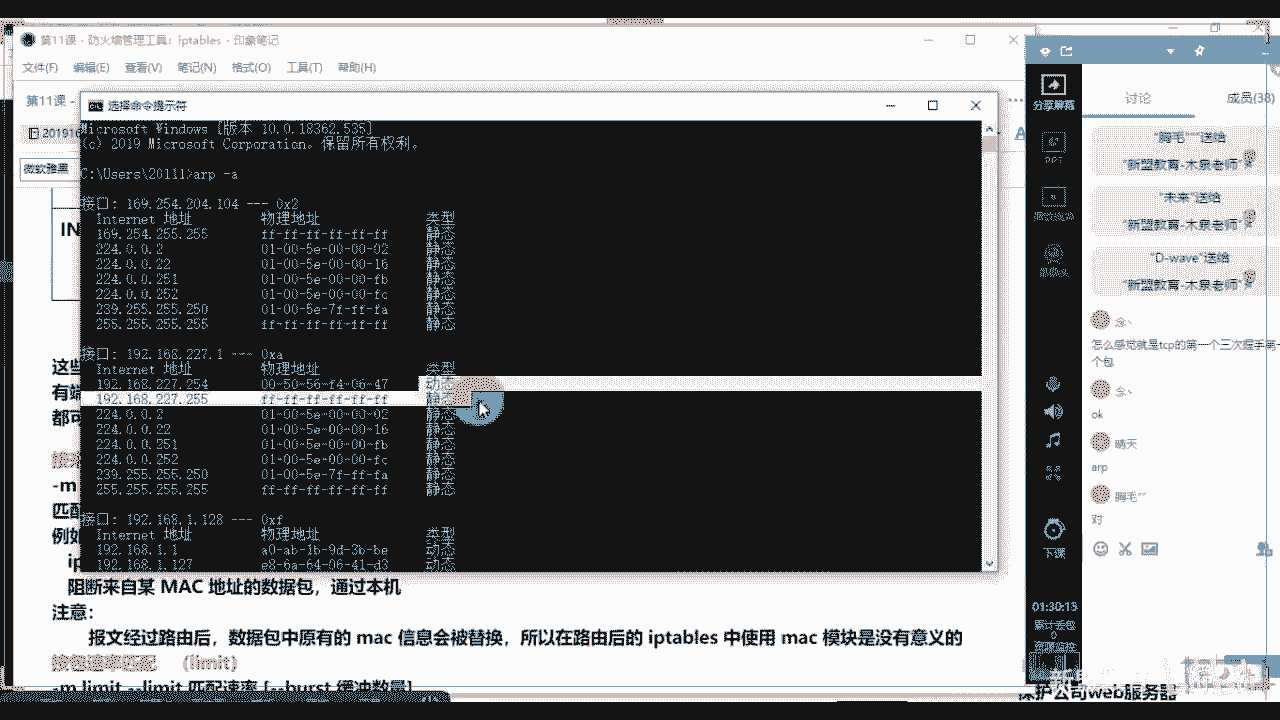 第11课 - 防火墙管理工具：iptables - 印象笔记
文件(F) 编辑(E) 查看(V) 笔记(N) 格式(O) 工具(T) 帮助(H)
第11课 -
微软雅黑
选择命令提示符
Microsoft Windows [版本 10.0.18362.535]
(c) 2019 Microsoft Corporation。保留所有权利。
C:\Users\20111>arp -a
接口: 169.254.204.104 ---
Internet 地址 物理地址 类型
169.254.255.255 ff-ff-ff-ff-ff-ff 静态
224.0.0.2 01-00-5e-00-00-02 静态
224.0.0.22 01-00-5e-00-00-16 静态
224.0.0.251 01-00-5e-00-00-fb 静态
224.0.0.252 01-00-5e-00-00-fc 静态
239.255.255.250 01-00-5e-7f-ff-fa 静态
255.255.255.255 ff-ff-ff-ff-ff-ff 静态
接口: 192.168.227.1 --- 0xa
Internet 地址 物理地址 类型
192.168.227.254 00-50-56-f4-06-47 动态
192.168.227.255 ff-ff-ff-ff-ff-ff 静态
224.0.0.2 01-00-5e-00-00-02 静态
224.0.0.22 01-00-5e-00-00-16 静态
224.0.0.251 01-00-5e-00-00-fb 静态
224.0.0.252 01-00-5e-00-00-fc 静态
239.255.255.250 01-00-5e-7f-ff-fa 静态
255.255.255.255 ff-ff-ff-ff-ff-ff 静态
接口: 192.168.1.128 --- 0xf
Internet 地址 物理地址 类型
192.168.1.1 动态
192.168.1.127 动态
IN
这些
有端
都可
-m
匹配
例如
ip
阻断来自某 MAC 地址的数据包，通过本机
注意：
报文经过路由后，数据包中原有的 mac 信息会被替换，所以在路由后的 iptables 中使用 mac 模块是没有意义的
按包速率匹配 (limit)
-m limit --limit 匹配速率 [--burst 缓冲数量]
保护公司web服务器
分享屏幕
PPT
下课
01:30:13
累计丢包
0
讨论 成员(38)
"胸毛"""送给
"新盟教育-木泉老师"
"未来"送给
"新盟教育-木泉老师"
"D-wave"送给
"新盟教育-木泉老师"
念丶
怎么感觉就是tcp的第一个三次握手第一
个包
念丶
ok
晴天
arp
胸毛""
对